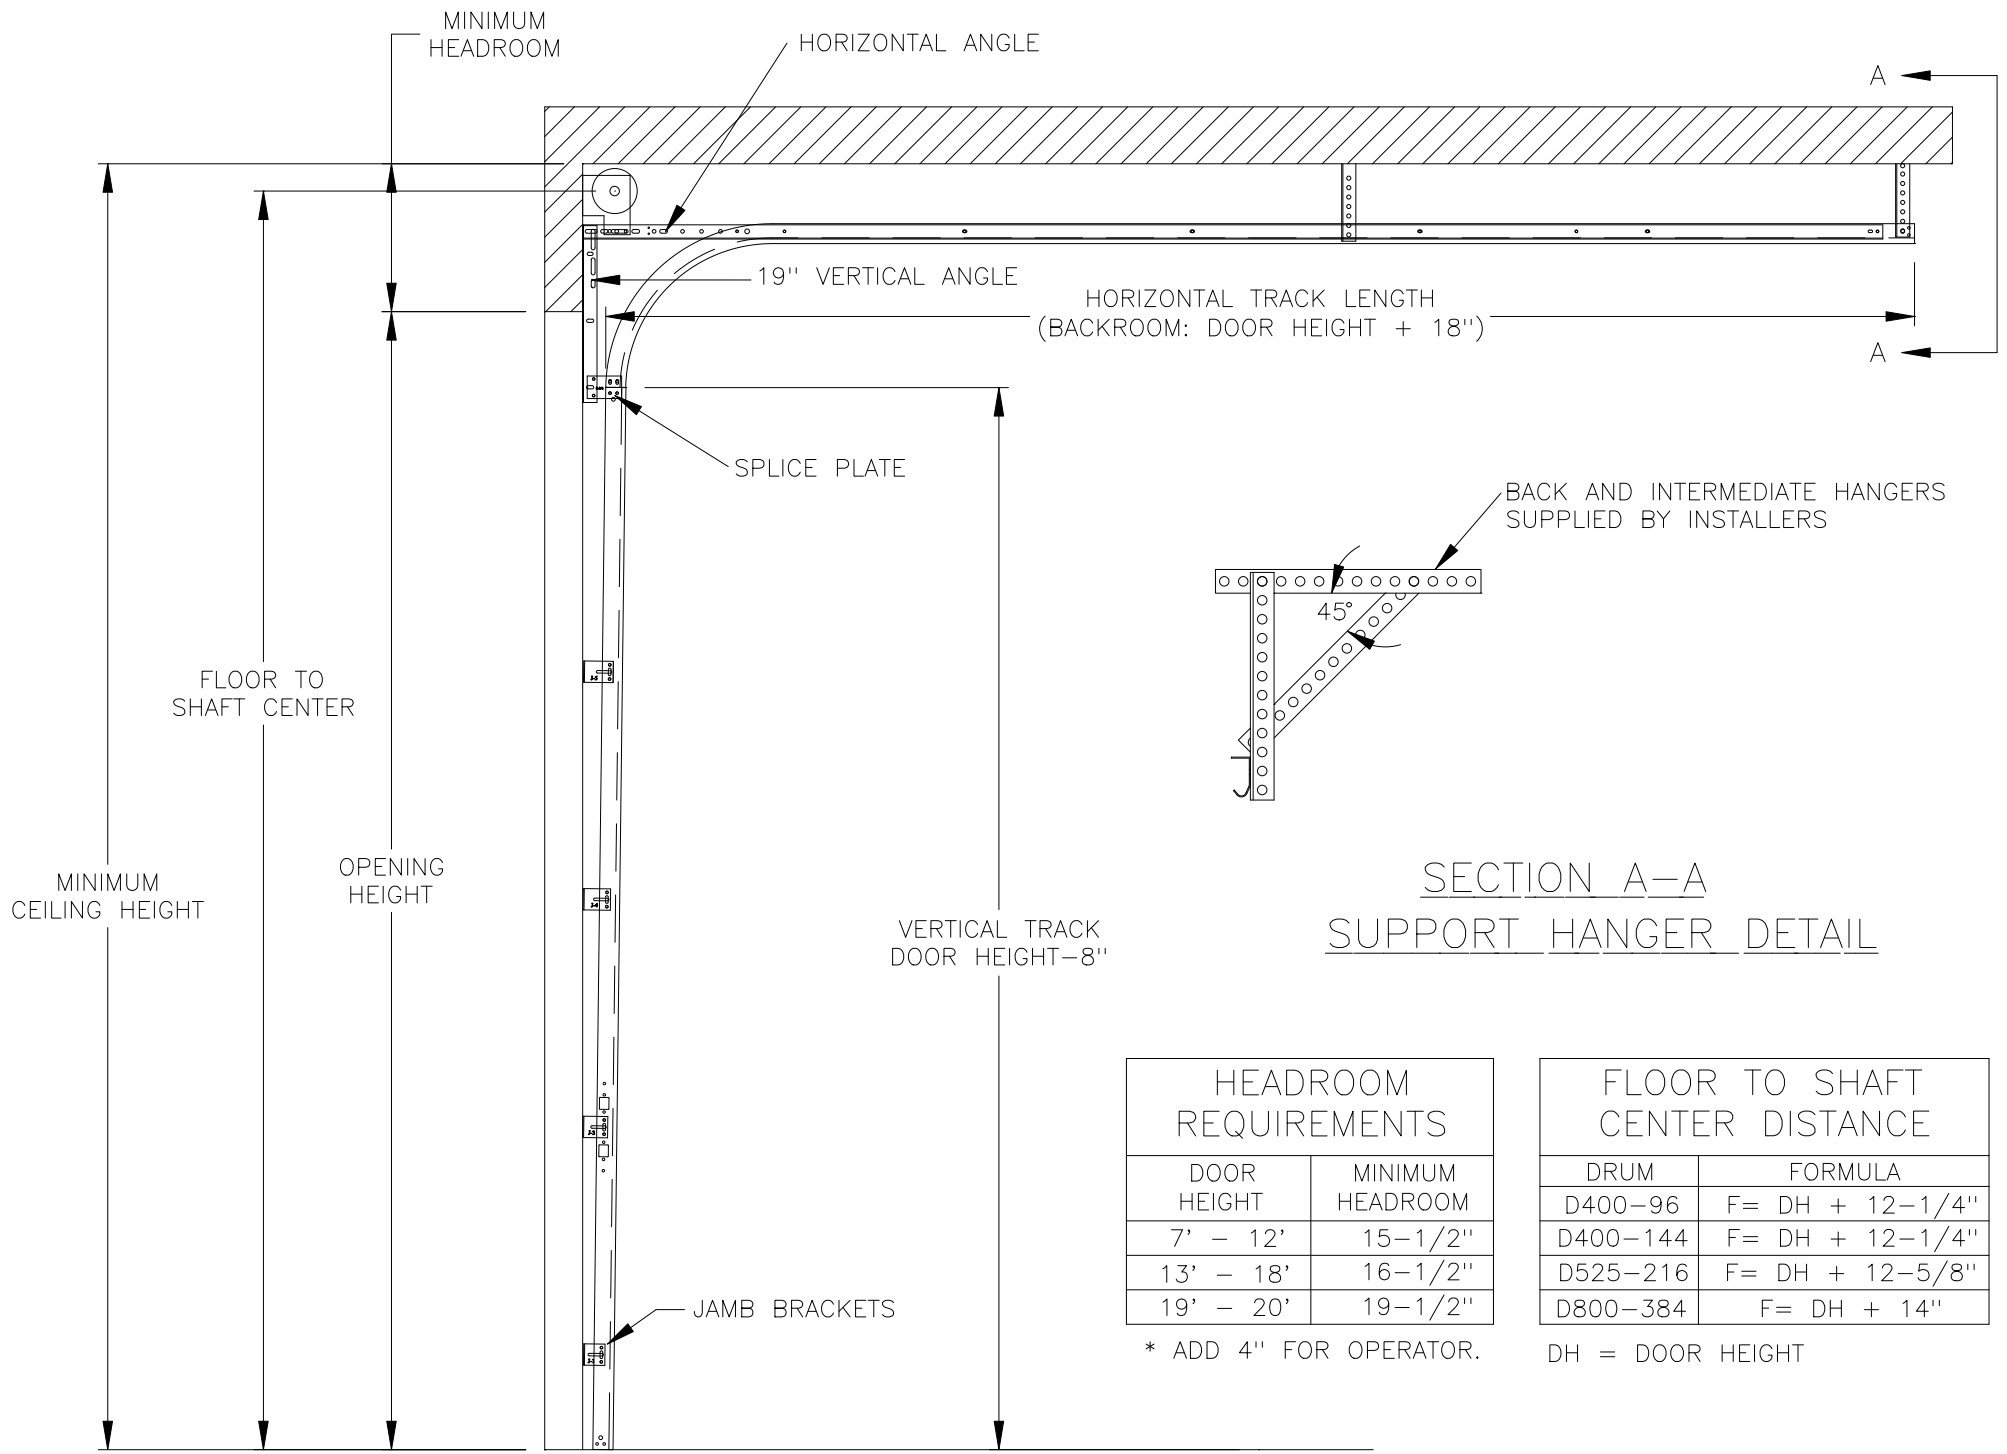 MINIMUM
HEADROOM
HORIZONTAL ANGLE
A
19" VERTICAL ANGLE
HORIZONTAL TRACK LENGTH
(BACKROOM: DOOR HEIGHT + 18")
A
SPLICE PLATE
BACK AND INTERMEDIATE HANGERS
SUPPLIED BY INSTALLERS
45°
FLOOR TO
SHAFT CENTER
OPENING
HEIGHT
MINIMUM
CEILING HEIGHT
VERTICAL TRACK
DOOR HEIGHT-8"
SECTION A-A
SUPPORT HANGER DETAIL
JAMB BRACKETS
HEADROOM
REQUIREMENTS
DOOR
HEIGHT
MINIMUM
HEADROOM
7' - 12' 15-1/2"
13' - 18' 16-1/2"
19' - 20' 19-1/2"
* ADD 4" FOR OPERATOR.
FLOOR TO SHAFT
CENTER DISTANCE
DRUM FORMULA
D400-96 F= DH + 12-1/4"
D400-144 F= DH + 12-1/4"
D525-216 F= DH + 12-5/8"
D800-384 F= DH + 14"
DH = DOOR HEIGHT